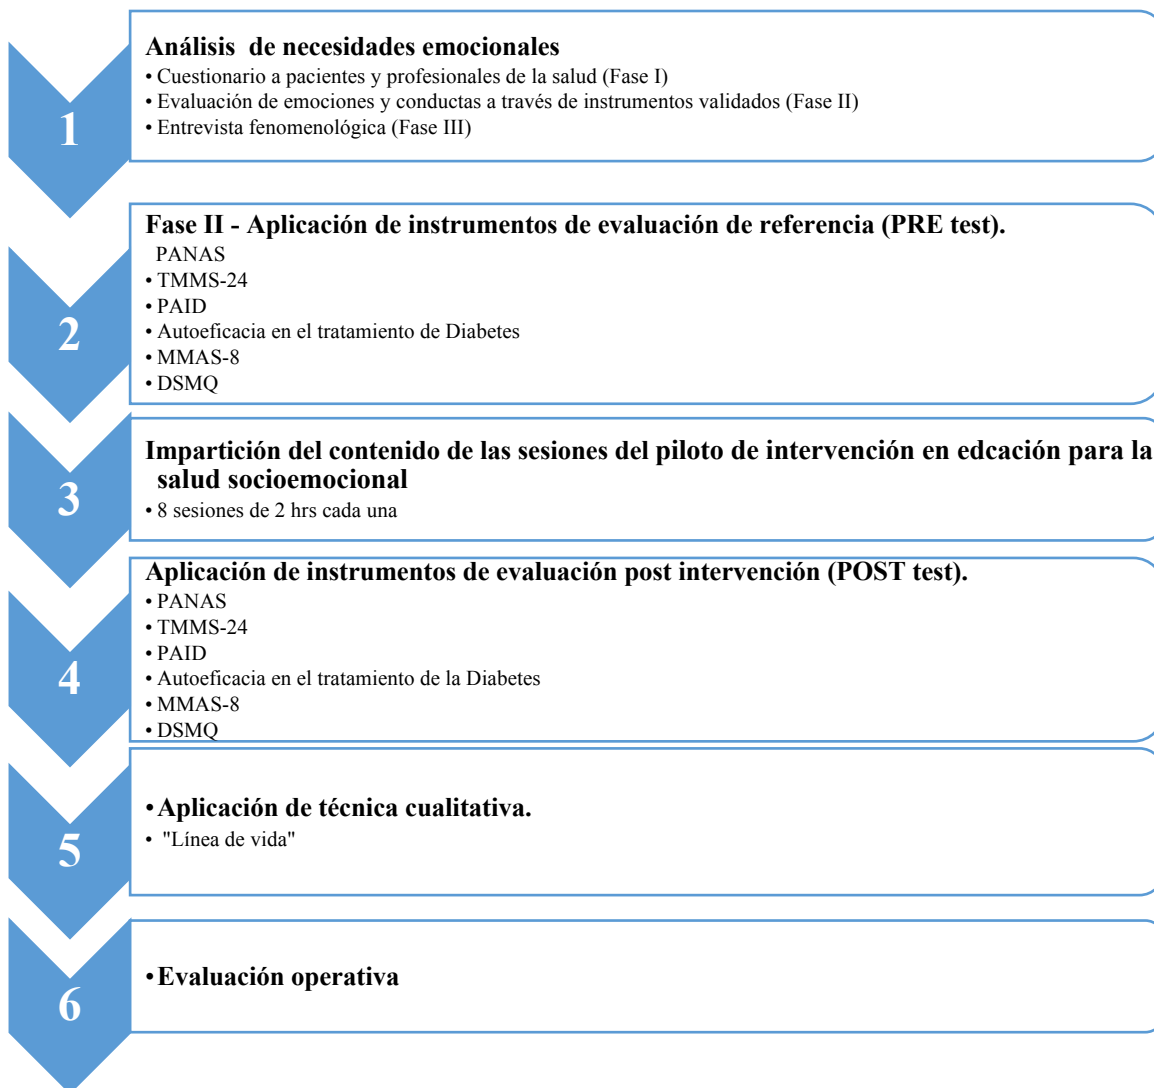 1
Análisis de necesidades emocionales
• Cuestionario a pacientes y profesionales de la salud (Fase I)
• Evaluación de emociones y conductas a través de instrumentos validados (Fase II)
• Entrevista fenomenológica (Fase III)
2
Fase II - Aplicación de instrumentos de evaluación de referencia (PRE test).
PANAS
• TMMS-24
• PAID
• Autoeficacia en el tratamiento de Diabetes
• MMAS-8
• DSMQ
3
Impartición del contenido de las sesiones del piloto de intervención en edcación para la
salud socioemocional
• 8 sesiones de 2 hrs cada una
4
Aplicación de instrumentos de evaluación post intervención (POST test).
• PANAS
• TMMS-24
• PAID
• Autoeficacia en el tratamiento de la Diabetes
• MMAS-8
• DSMQ
5
•Aplicación de técnica cualitativa.
• "Línea de vida"
6
•Evaluación operativa